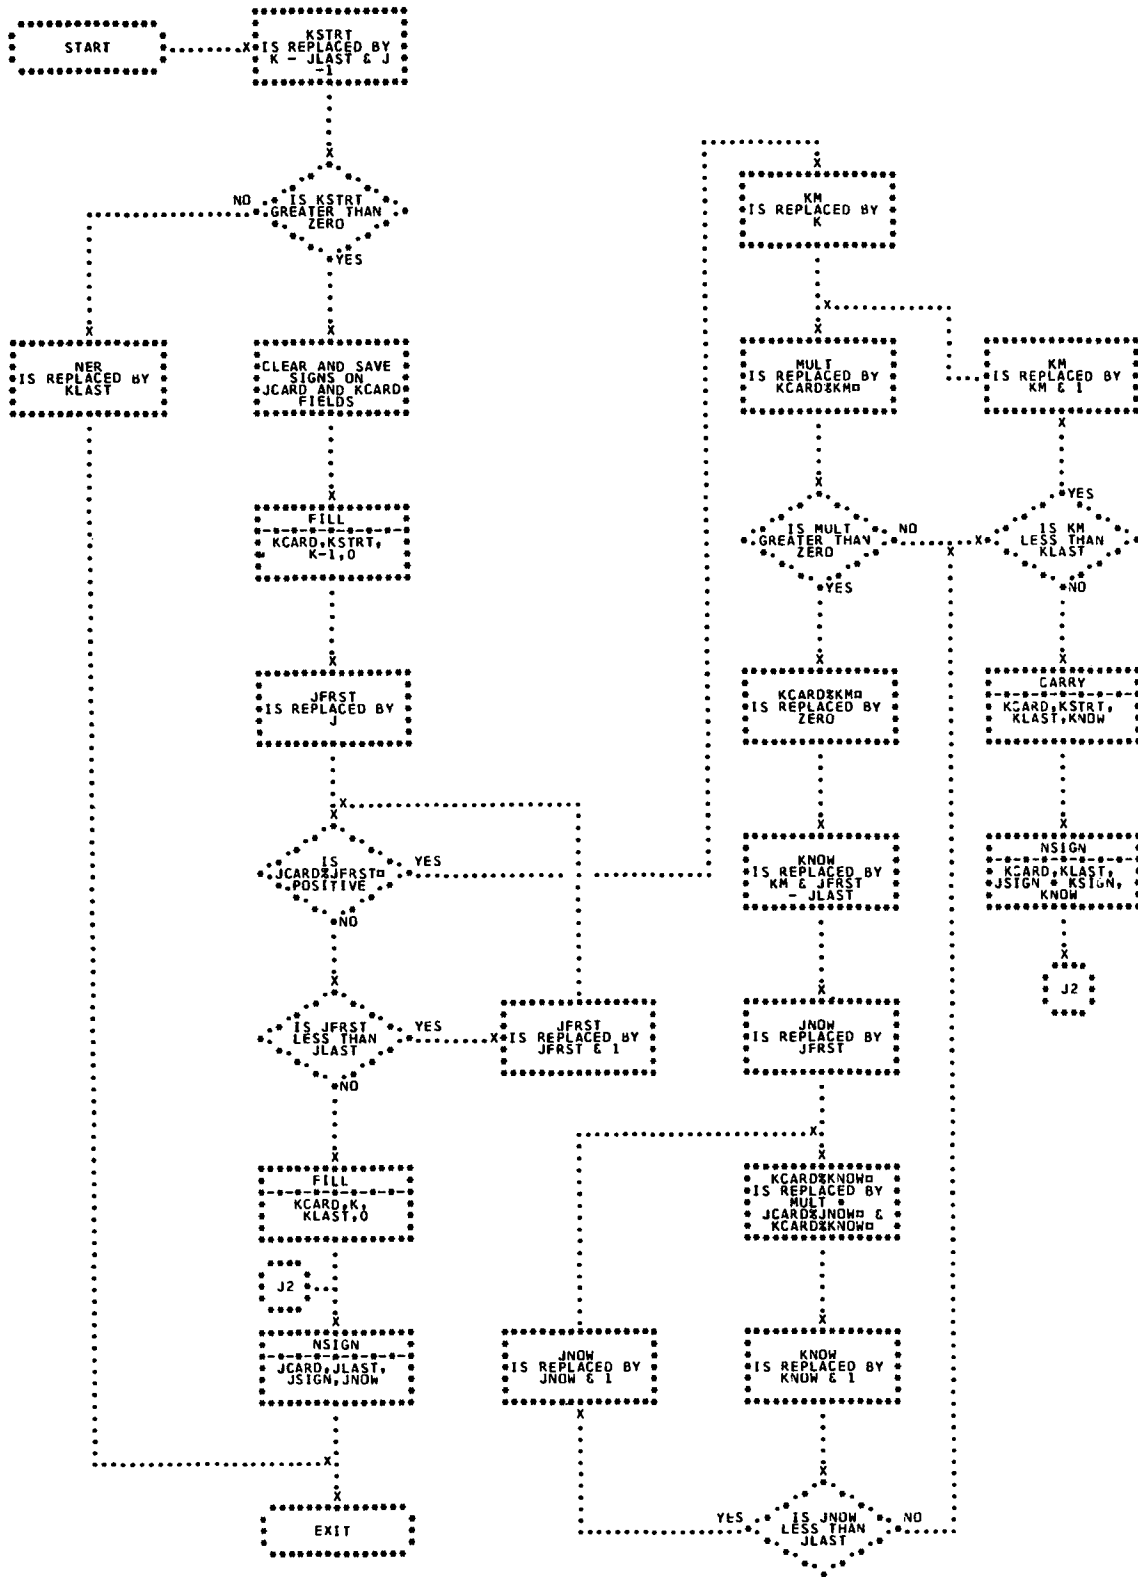 START
KSTRT
IS REPLACED BY
K - JLAST & J
-1
NO
IS KSTRT
GREATER THAN
ZERO
YES
NER
IS REPLACED BY
KLAST
CLEAR AND SAVE
SIGNS ON
JCARD AND KCARD
FIELDS
FILL
KCARD,KSTRT,
K-1,0
JFRST
IS REPLACED BY
J
IS
JCARD%JFRST¤
POSITIVE
YES
NO
IS JFRST
LESS THAN
JLAST
YES
NO
JFRST
IS REPLACED BY
JFRST & 1
FILL
KCARD,K,
KLAST,0
J2
NSIGN
JCARD,JLAST,
JSIGN,JNOW
EXIT
KM
IS REPLACED BY
K
MULT
IS REPLACED BY
KCARD%KM¤
KM
IS REPLACED BY
KM & 1
IS MULT
GREATER THAN
ZERO
NO
YES
YES
IS KM
LESS THAN
KLAST
NO
KCARD%KM¤
IS REPLACED BY
ZERO
CARRY
KCARD,KSTRT,
KLAST,KNOW
KNOW
IS REPLACED BY
KM & JFRST
- JLAST
NSIGN
KCARD,KLAST,
JSIGN * KSIGN,
KNOW
J2
JNOW
IS REPLACED BY
JFRST
KCARD%KNOW¤
IS REPLACED BY
MULT *
JCARD%JNOW¤ &
KCARD%KNOW¤
JNOW
IS REPLACED BY
JNOW & 1
KNOW
IS REPLACED BY
KNOW & 1
YES
IS JNOW
LESS THAN
JLAST
NO